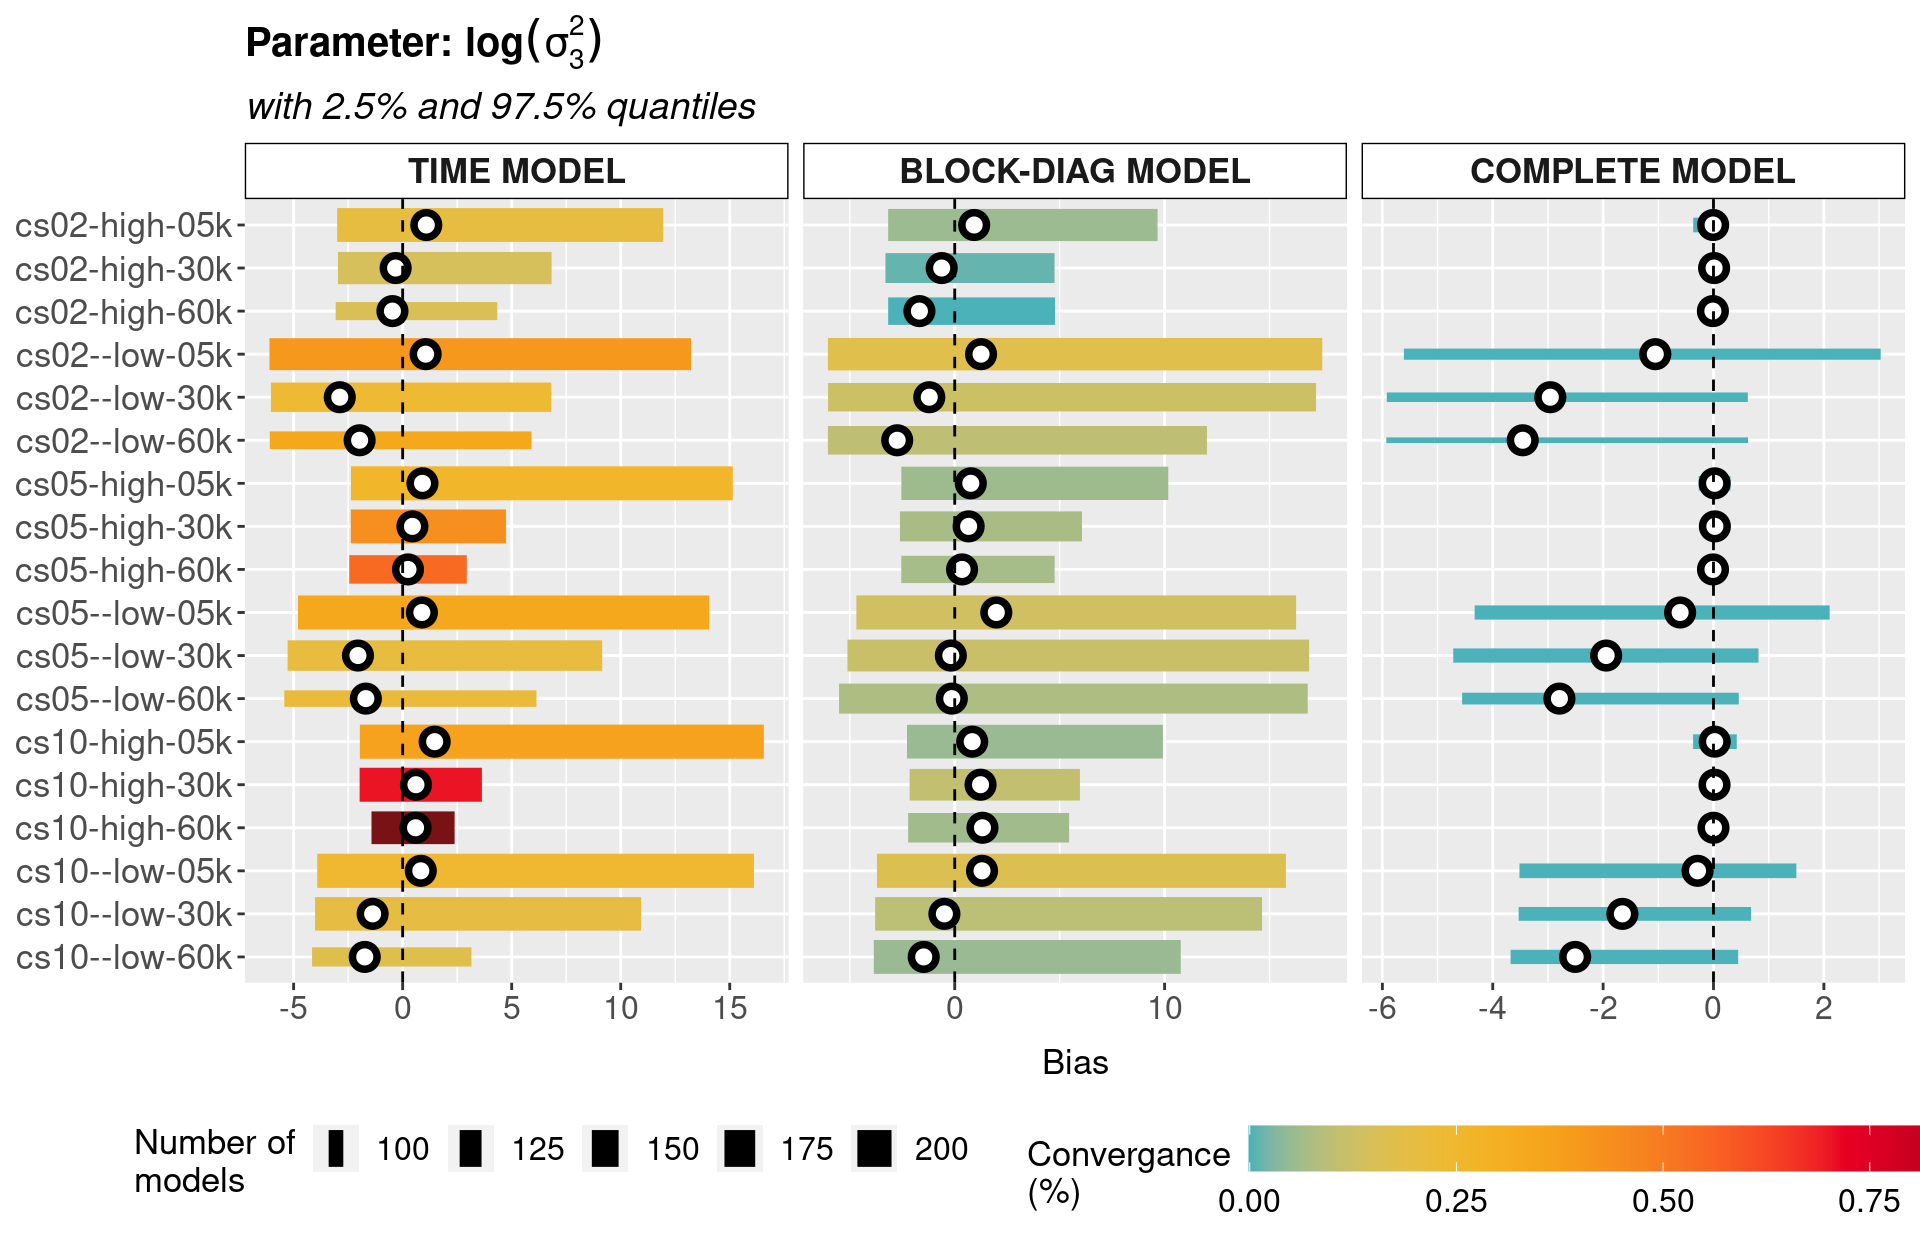 Parameter: log(σ₃²)
with 2.5% and 97.5% quantiles
TIME MODEL
BLOCK-DIAG MODEL
COMPLETE MODEL
cs02-high-05k
cs02-high-30k
cs02-high-60k
cs02--low-05k
cs02--low-30k
cs02--low-60k
cs05-high-05k
cs05-high-30k
cs05-high-60k
cs05--low-05k
cs05--low-30k
cs05--low-60k
cs10-high-05k
cs10-high-30k
cs10-high-60k
cs10--low-05k
cs10--low-30k
cs10--low-60k
-5 0 5 10 15
0 10
-6 -4 -2 0 2
Bias
Number of
models
100 125 150 175 200
Convergance
(%)
0.00 0.25 0.50 0.75